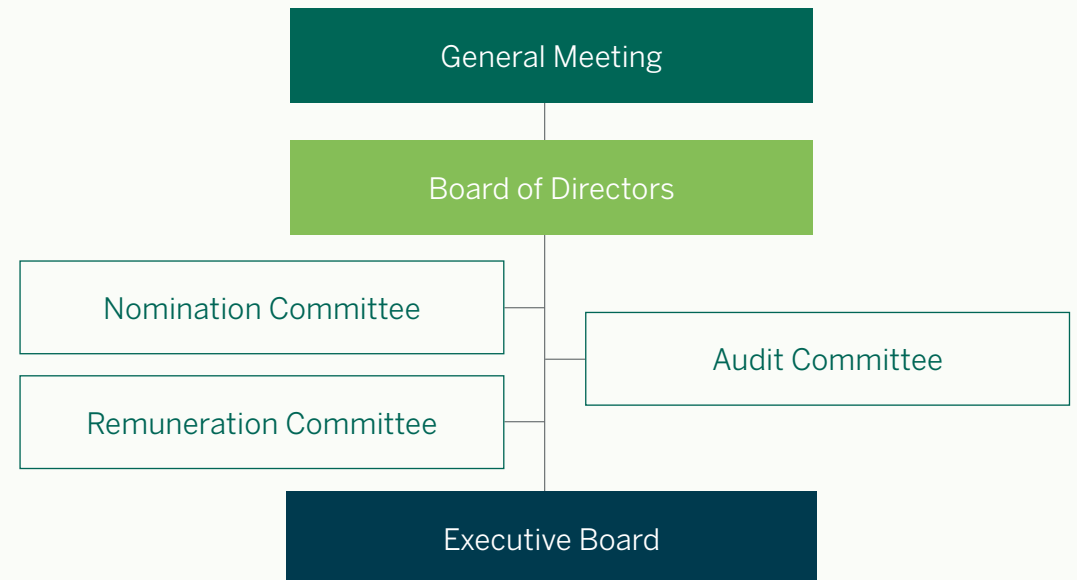 General Meeting
Board of Directors
Nomination Committee
Audit Committee
Remuneration Committee
Executive Board